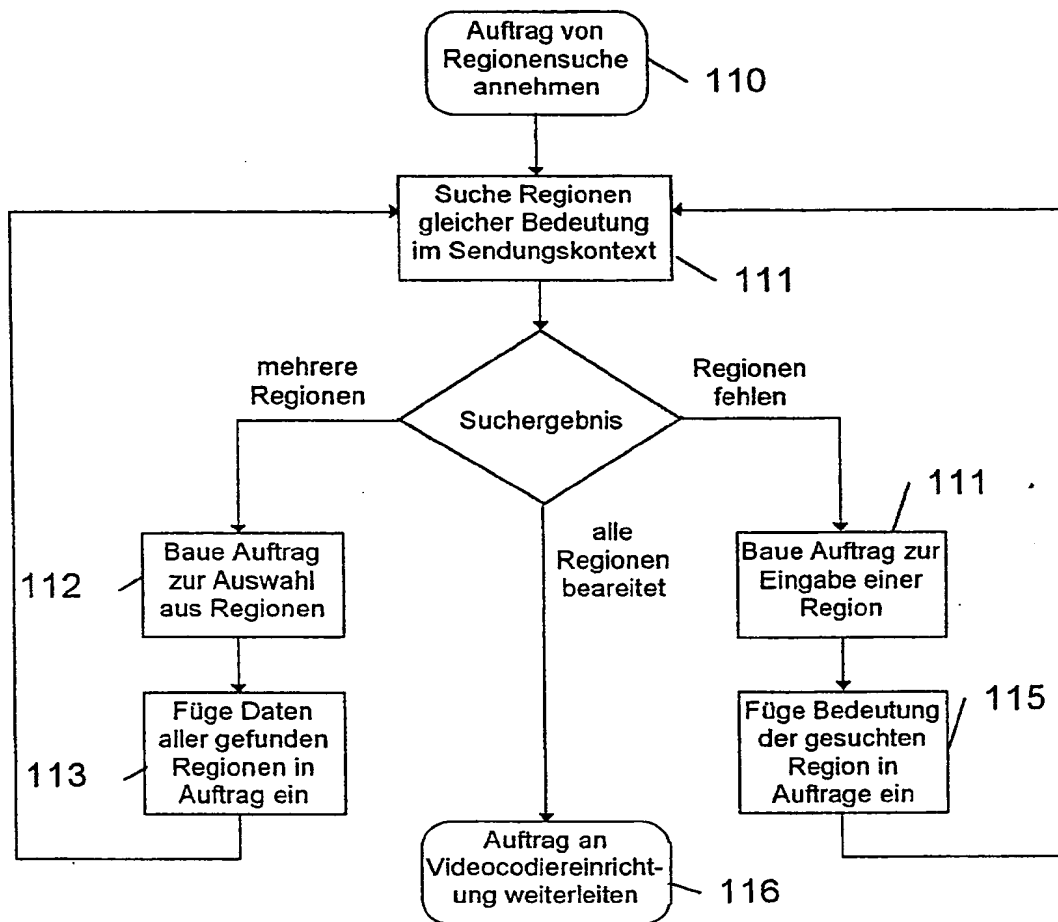 Auftrag von
Regionensuche
annehmen
110
Suche Regionen
gleicher Bedeutung
im Sendungskontext
111
mehrere
Regionen
Regionen
fehlen
Suchergebnis
111
alle
Regionen
beareitet
Baue Auftrag
zur Auswahl
aus Regionen
112
Baue Auftrag zur
Eingabe einer
Region
Füge Daten
aller gefunden
Regionen in
Auftrag ein
113
Füge Bedeutung
der gesuchten
Region in
Auftrage ein
115
Auftrag an
Videocodiereinricht-
ung weiterleiten
116